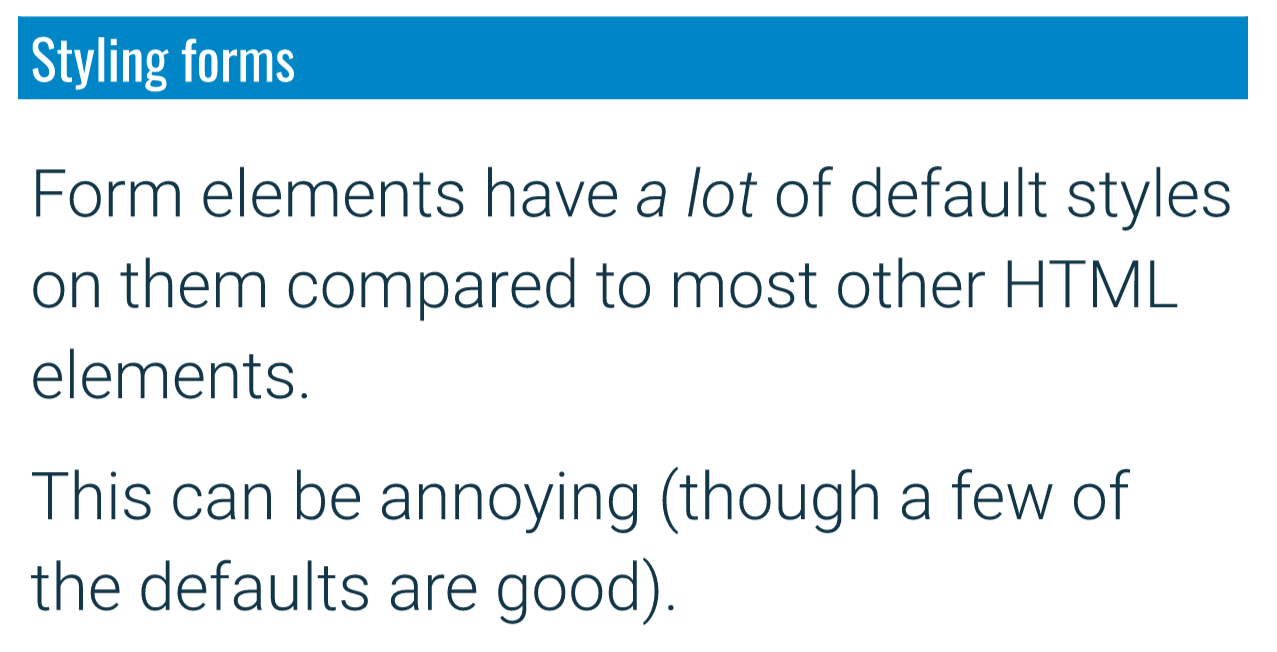 Styling forms
Form elements have a lot of default styles
on them compared to most other HTML
elements.
This can be annoying (though a few of
the defaults are good).